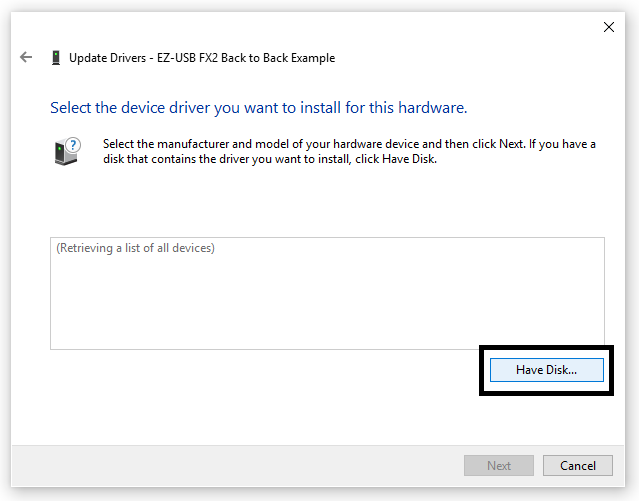 Update Drivers - EZ-USB FX2 Back to Back Example
Select the device driver you want to install for this hardware.
Select the manufacturer and model of your hardware device and then click Next. If you have a
disk that contains the driver you want to install, click Have Disk.
(Retrieving a list of all devices)
Have Disk...
Next
Cancel